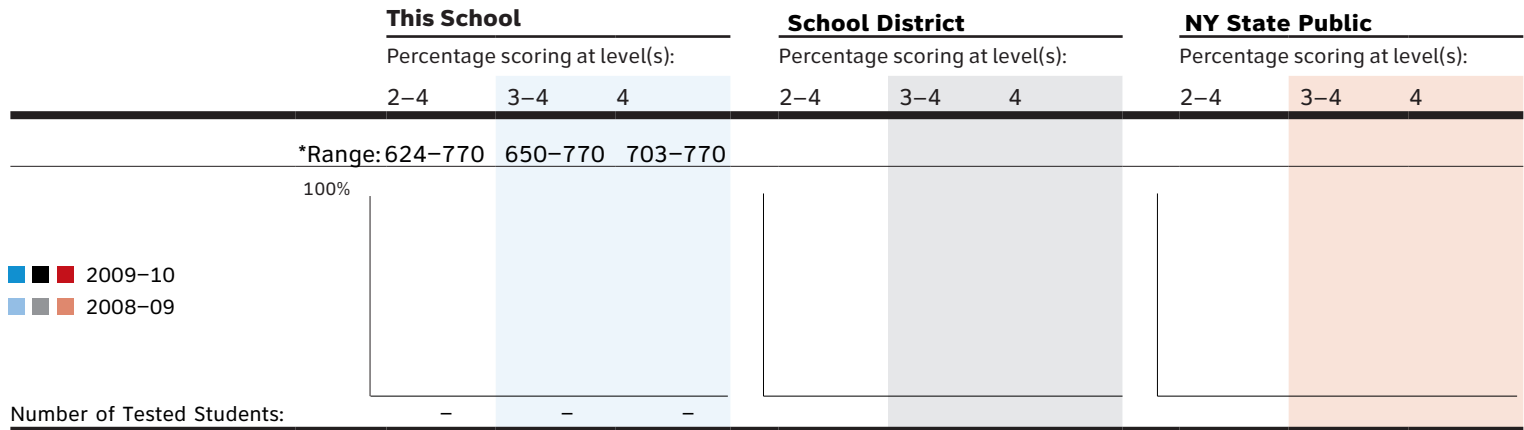 This School School District NY State Public
Percentage scoring at level(s): Percentage scoring at level(s): Percentage scoring at level(s):
2–4 3–4 4 2–4 3–4 4 2–4 3–4 4
*Range: 624–770 650–770 703–770
100%
2009–10
2008–09
Number of Tested Students: – – –